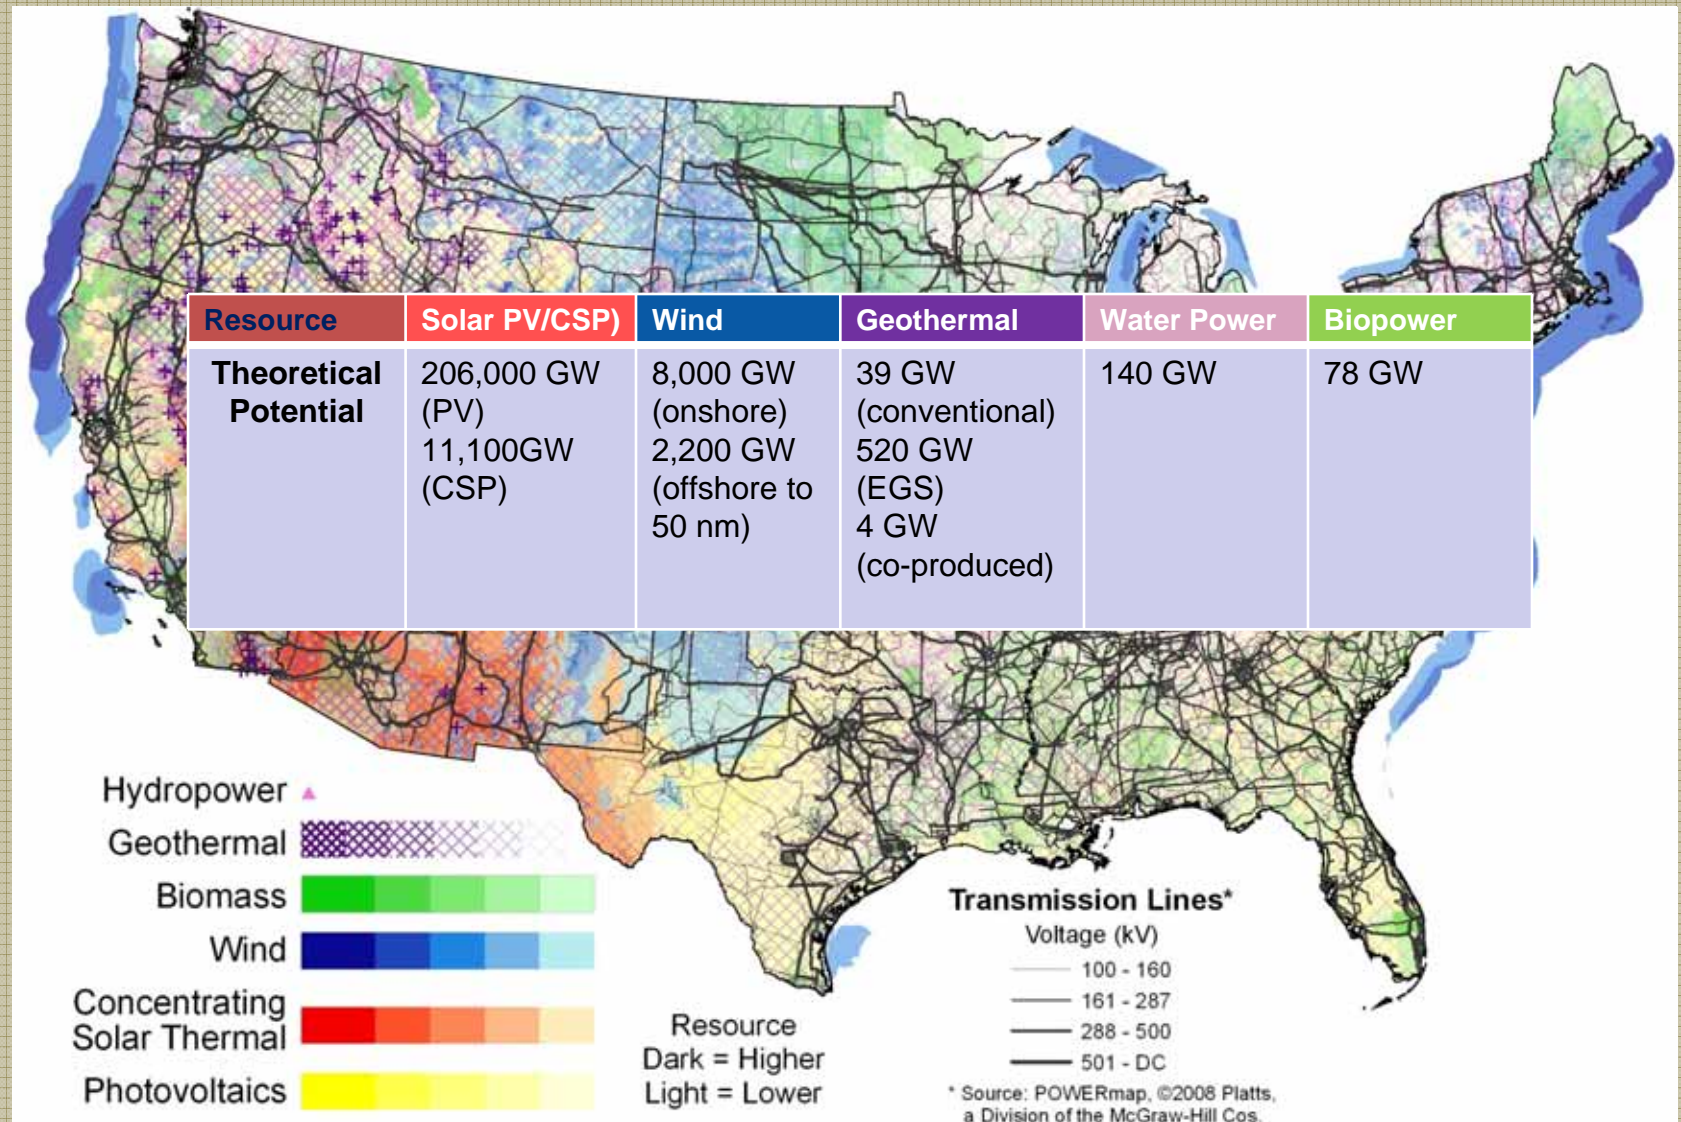 Resource
Solar PV/CSP)
Wind
Geothermal
Water Power
Biopower
Theoretical
Potential
206,000 GW
(PV)
11,100GW
(CSP)
8,000 GW
(onshore)
2,200 GW
(offshore to
50 nm)
39 GW
(conventional)
520 GW
(EGS)
4 GW
(co-produced)
140 GW
78 GW
Hydropower
Geothermal
Biomass
Wind
Concentrating
Solar Thermal
Photovoltaics
Resource
Dark = Higher
Light = Lower
Transmission Lines*
Voltage (kV)
100 - 160
161 - 287
288 - 500
501 - DC
* Source: POWERmap, ©2008 Platts,
a Division of the McGraw-Hill Cos.